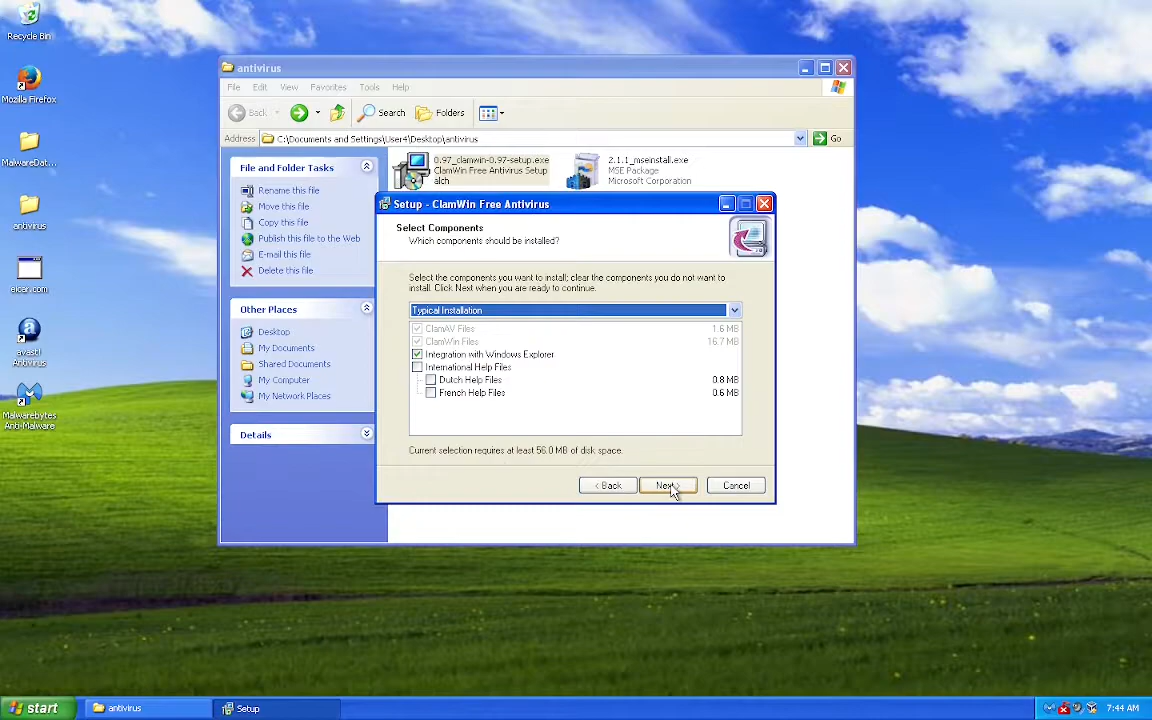 Recycle Bin
Mozilla Firefox
MalwareDat...
antivirus
eicar.com
avast!
Antivirus
Malwarebytes
Anti-Malware
antivirus
File Edit View Favorites Tools Help
Back Search Folders
Address C:\Documents and Settings\User4\Desktop\antivirus Go
File and Folder Tasks
Rename this file
Move this file
Copy this file
Publish this file to the Web
E-mail this file
Delete this file
Other Places
Desktop
My Documents
Shared Documents
My Computer
My Network Places
Details
0.97_clamwin-0.97-setup.exe
ClamWin Free Antivirus Setup
alch
2.1.1_mseinstall.exe
MSE Package
Microsoft Corporation
Setup - ClamWin Free Antivirus
Select Components
Which components should be installed?
Select the components you want to install; clear the components you do not want to
install. Click Next when you are ready to continue.
Typical Installation
ClamAV Files 1.6 MB
ClamWin Files 16.7 MB
Integration with Windows Explorer
International Help Files
Dutch Help Files 0.8 MB
French Help Files 0.6 MB
Current selection requires at least 56.0 MB of disk space.
< Back Next > Cancel
start antivirus Setup 7:44 AM